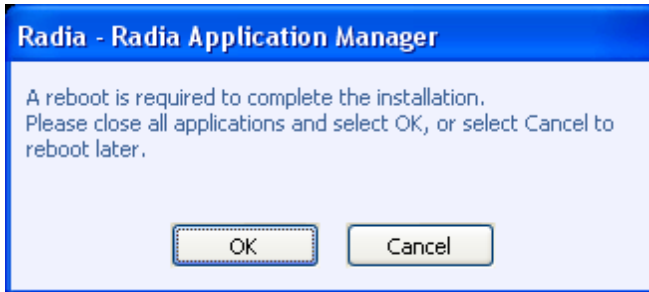 Radia - Radia Application Manager
A reboot is required to complete the installation.
Please close all applications and select OK, or select Cancel to
reboot later.
OK
Cancel